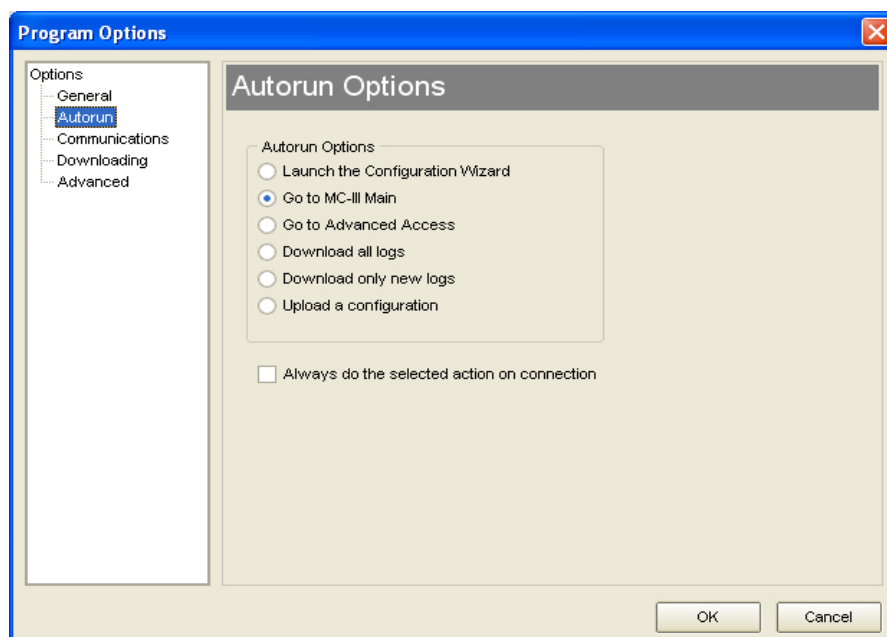 Program Options
Options
General
Autorun
Communications
Downloading
Advanced
Autorun Options
Autorun Options
Launch the Configuration Wizard
Go to MC-III Main
Go to Advanced Access
Download all logs
Download only new logs
Upload a configuration
Always do the selected action on connection
OK
Cancel